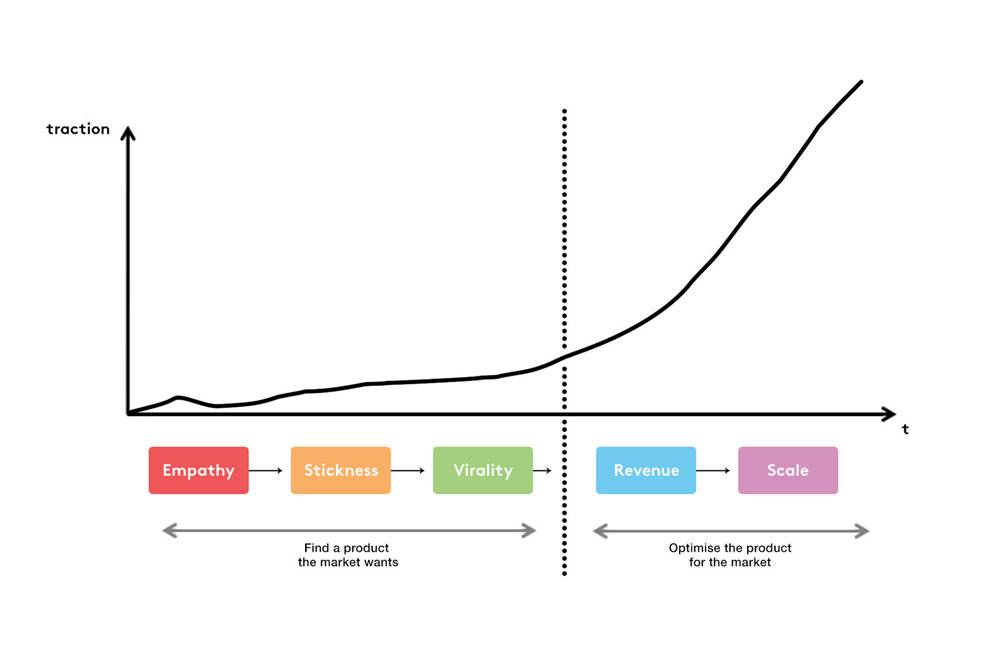 traction
t
Empathy
Stickness
Virality
Revenue
Scale
Find a product
the market wants
Optimise the product
for the market